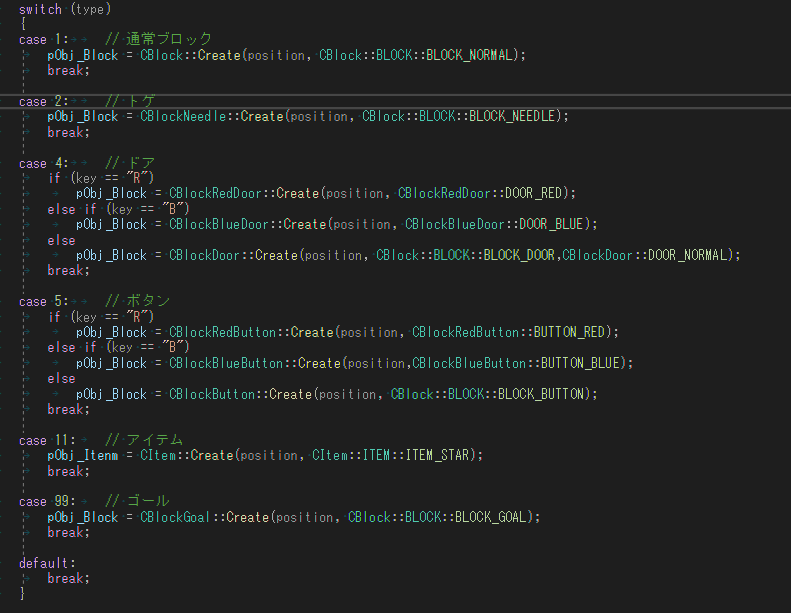 switch (type)
{
case 1: // 通常ブロック
pObj_Block = CBlock::Create(position, CBlock::BLOCK::BLOCK_NORMAL);
break;
case 2: // トゲ
pObj_Block = CBlockNeedle::Create(position, CBlock::BLOCK::BLOCK_NEEDLE);
break;
case 4: // ドア
if (key == "R")
pObj_Block = CBlockRedDoor::Create(position, CBlockRedDoor::DOOR_RED);
else if (key == "B")
pObj_Block = CBlockBlueDoor::Create(position, CBlockBlueDoor::DOOR_BLUE);
else
pObj_Block = CBlockDoor::Create(position, CBlock::BLOCK::BLOCK_DOOR,CBlockDoor::DOOR_NORMAL);
break;
case 5: // ボタン
if (key == "R")
pObj_Block = CBlockRedButton::Create(position, CBlockRedButton::BUTTON_RED);
else if (key == "B")
pObj_Block = CBlockBlueButton::Create(position,CBlockBlueButton::BUTTON_BLUE);
else
pObj_Block = CBlockButton::Create(position, CBlock::BLOCK::BLOCK_BUTTON);
break;
case 11: // アイテム
pObj_Itenm = CItem::Create(position, CItem::ITEM::ITEM_STAR);
break;
case 99: // ゴール
pObj_Block = CBlockGoal::Create(position, CBlock::BLOCK::BLOCK_GOAL);
break;
default:
break;
}